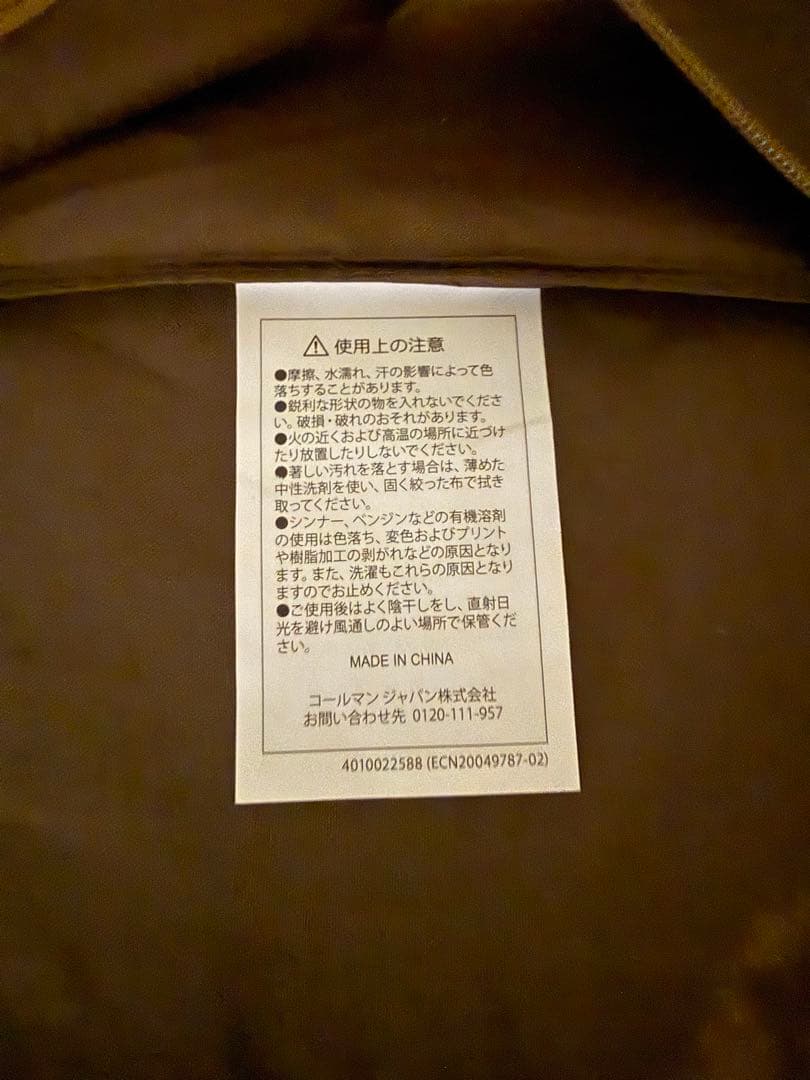 ⚠ 使用上の注意
●摩擦、水濡れ、汗の影響によって色
落ちすることがあります。
●鋭利な形状の物を入れないでくださ
い。破損・破れのおそれがあります。
●火の近くおよび高温の場所に近づけ
たり放置したりしないでください。
●著しい汚れを落とす場合は、薄めた
中性洗剤を使い、固く絞った布で拭き
取ってください。
●シンナー、ベンジンなどの有機溶剤
の使用は色落ち、変色およびプリント
や樹脂加工の剥がれなどの原因となり
ます。また、洗濯もこれらの原因となり
ますのでお止めください。
●ご使用後はよく陰干しをし、直射日
光を避け風通しのよい場所で保管くだ
さい。
MADE IN CHINA
コールマン ジャパン株式会社
お問い合わせ先 0120-111-957
4010022588 (ECN20049787-02)